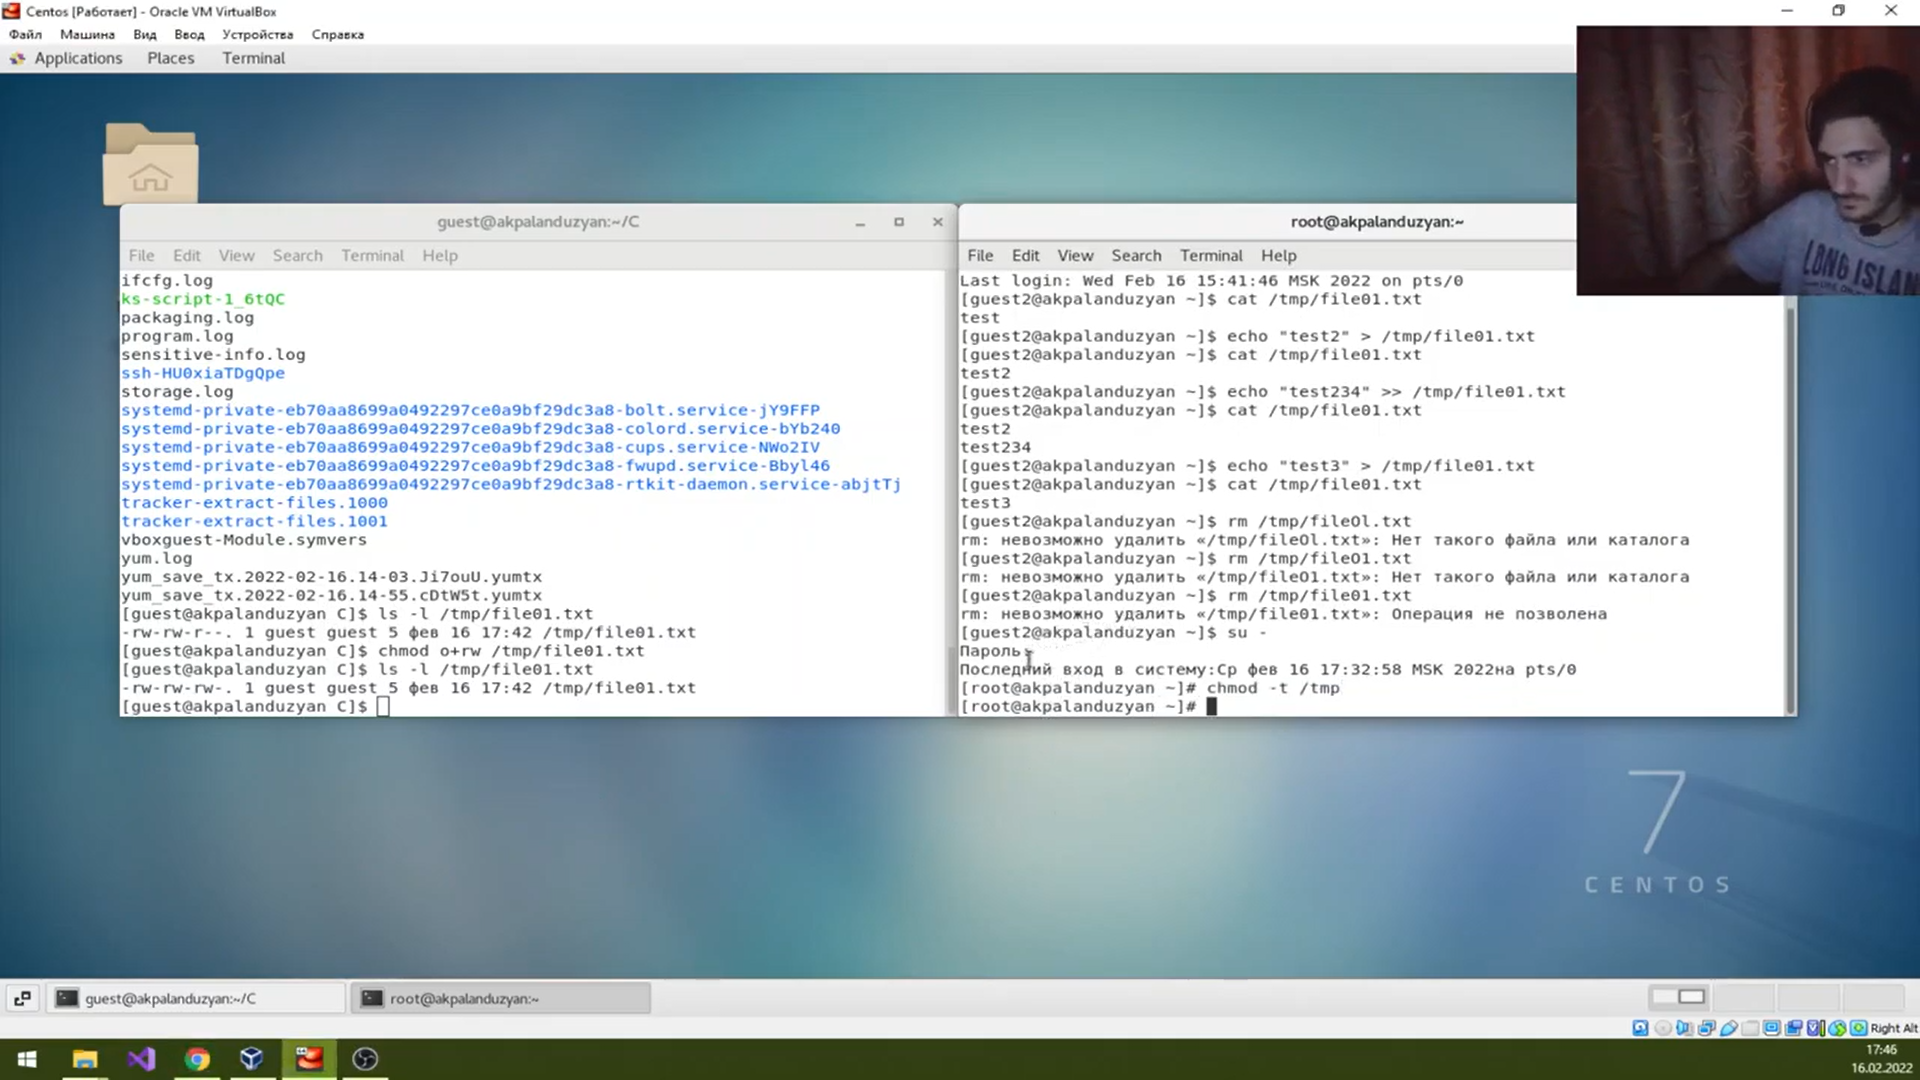 Centos [Работает] - Oracle VM VirtualBox
Файл Машина Вид Ввод Устройства Справка
Applications Places Terminal
guest@akpalanduzyan:~/C
File Edit View Search Terminal Help
ifcfg.log
ks-script-1_6tQC
packaging.log
program.log
sensitive-info.log
ssh-HU0xiaTDgQpe
storage.log
systemd-private-eb70aa8699a0492297ce0a9bf29dc3a8-bolt.service-jY9FFP
systemd-private-eb70aa8699a0492297ce0a9bf29dc3a8-colord.service-bYb240
systemd-private-eb70aa8699a0492297ce0a9bf29dc3a8-cups.service-NWo2IV
systemd-private-eb70aa8699a0492297ce0a9bf29dc3a8-fwupd.service-Bbyl46
systemd-private-eb70aa8699a0492297ce0a9bf29dc3a8-rtkit-daemon.service-abjtTj
tracker-extract-files.1000
tracker-extract-files.1001
vboxguest-Module.symvers
yum.log
yum_save_tx.2022-02-16.14-03.Ji7ouU.yumtx
yum_save_tx.2022-02-16.14-55.cDtW5t.yumtx
[guest@akpalanduzyan C]$ ls -l /tmp/file01.txt
-rw-rw-r--. 1 guest guest 5 фев 16 17:42 /tmp/file01.txt
[guest@akpalanduzyan C]$ chmod o+rw /tmp/file01.txt
[guest@akpalanduzyan C]$ ls -l /tmp/file01.txt
-rw-rw-rw-. 1 guest guest 5 фев 16 17:42 /tmp/file01.txt
[guest@akpalanduzyan C]$
root@akpalanduzyan:~
File Edit View Search Terminal Help
Last login: Wed Feb 16 15:41:46 MSK 2022 on pts/0
[guest2@akpalanduzyan ~]$ cat /tmp/file01.txt
test
[guest2@akpalanduzyan ~]$ echo "test2" > /tmp/file01.txt
[guest2@akpalanduzyan ~]$ cat /tmp/file01.txt
test2
[guest2@akpalanduzyan ~]$ echo "test234" >> /tmp/file01.txt
[guest2@akpalanduzyan ~]$ cat /tmp/file01.txt
test2
test234
[guest2@akpalanduzyan ~]$ echo "test3" > /tmp/file01.txt
[guest2@akpalanduzyan ~]$ cat /tmp/file01.txt
test3
[guest2@akpalanduzyan ~]$ rm /tmp/fileOl.txt
rm: невозможно удалить «/tmp/fileOl.txt»: Нет такого файла или каталога
[guest2@akpalanduzyan ~]$ rm /tmp/fileO1.txt
rm: невозможно удалить «/tmp/fileO1.txt»: Нет такого файла или каталога
[guest2@akpalanduzyan ~]$ rm /tmp/file01.txt
rm: невозможно удалить «/tmp/file01.txt»: Операция не позволена
[guest2@akpalanduzyan ~]$ su -
Пароль:
Последний вход в систему:Ср фев 16 17:32:58 MSK 2022на pts/0
[root@akpalanduzyan ~]# chmod -t /tmp
[root@akpalanduzyan ~]#
LONG ISLAN
7
CENTOS
guest@akpalanduzyan:~/C
root@akpalanduzyan:~
Right Alt
17:46
16.02.2022